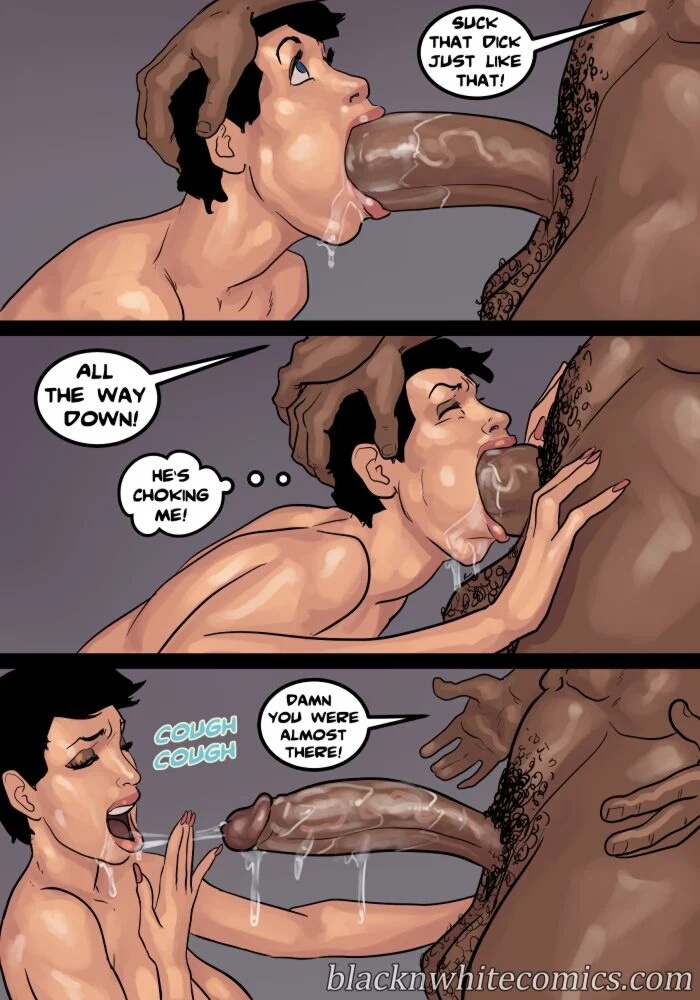 SUCK
THAT DICK
JUST LIKE
THAT!
ALL
THE WAY
DOWN!
HE'S
CHOKING
ME!
COUGH
COUGH
DAMN
YOU WERE
ALMOST
THERE!
blacknwhitecomics.com